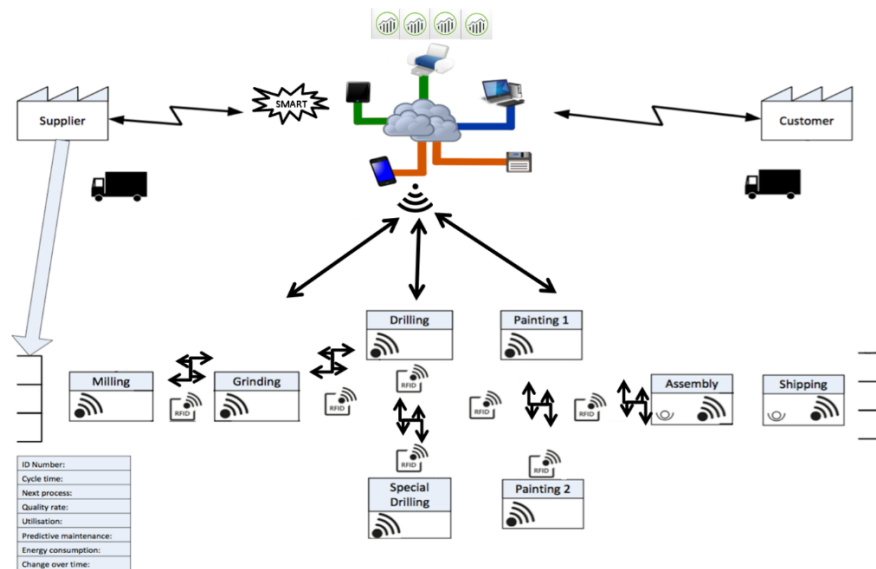 SMART
Supplier
Customer
Drilling
Painting 1
Milling
Grinding
RFID
Assembly
Shipping
RFID
RFID
RFID
RFID
RFID
RFID
Special
Drilling
Painting 2
ID Number:
Cycle time:
Next process:
Quality rate:
Utilisation:
Predictive maintenance:
Energy consumption:
Change over time: